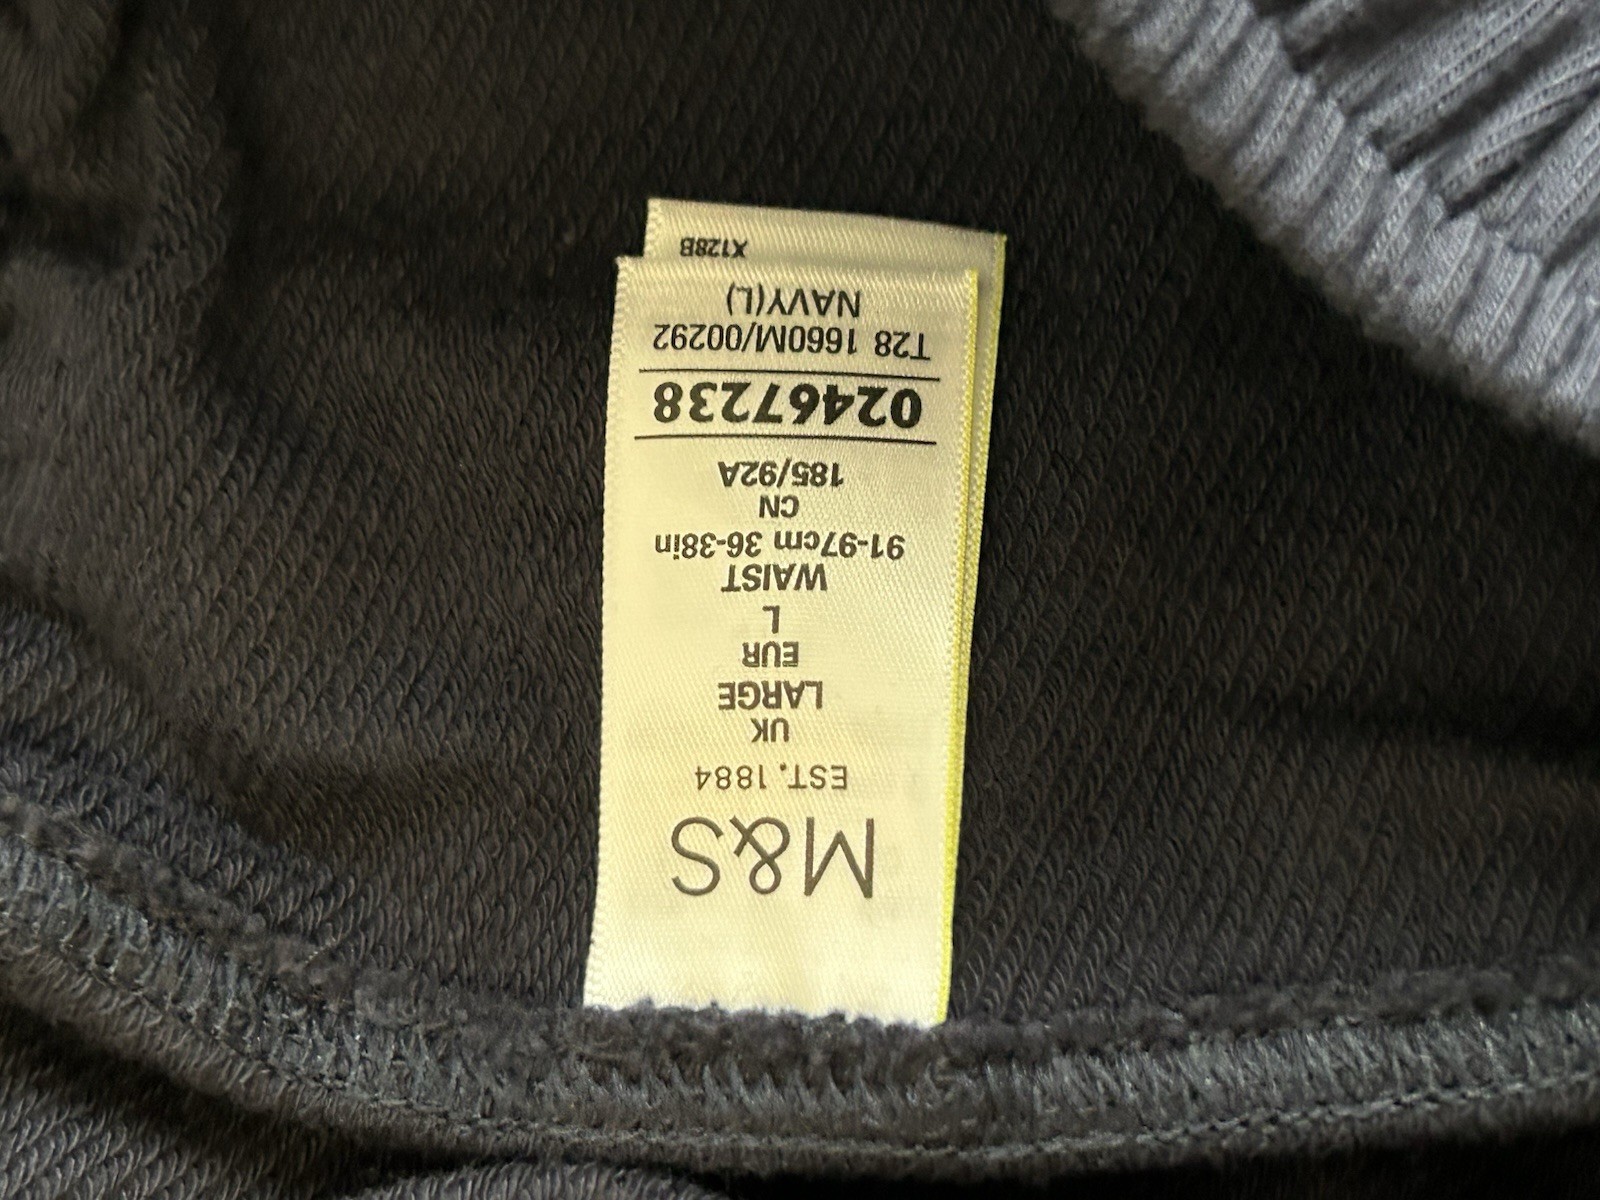 M&S
EST. 1884
UK
LARGE
EUR
L
WAIST
91-97cm 36-38in
CN
185/92A
02467238
T28 1660M/00292
NAVY(L)
X128B